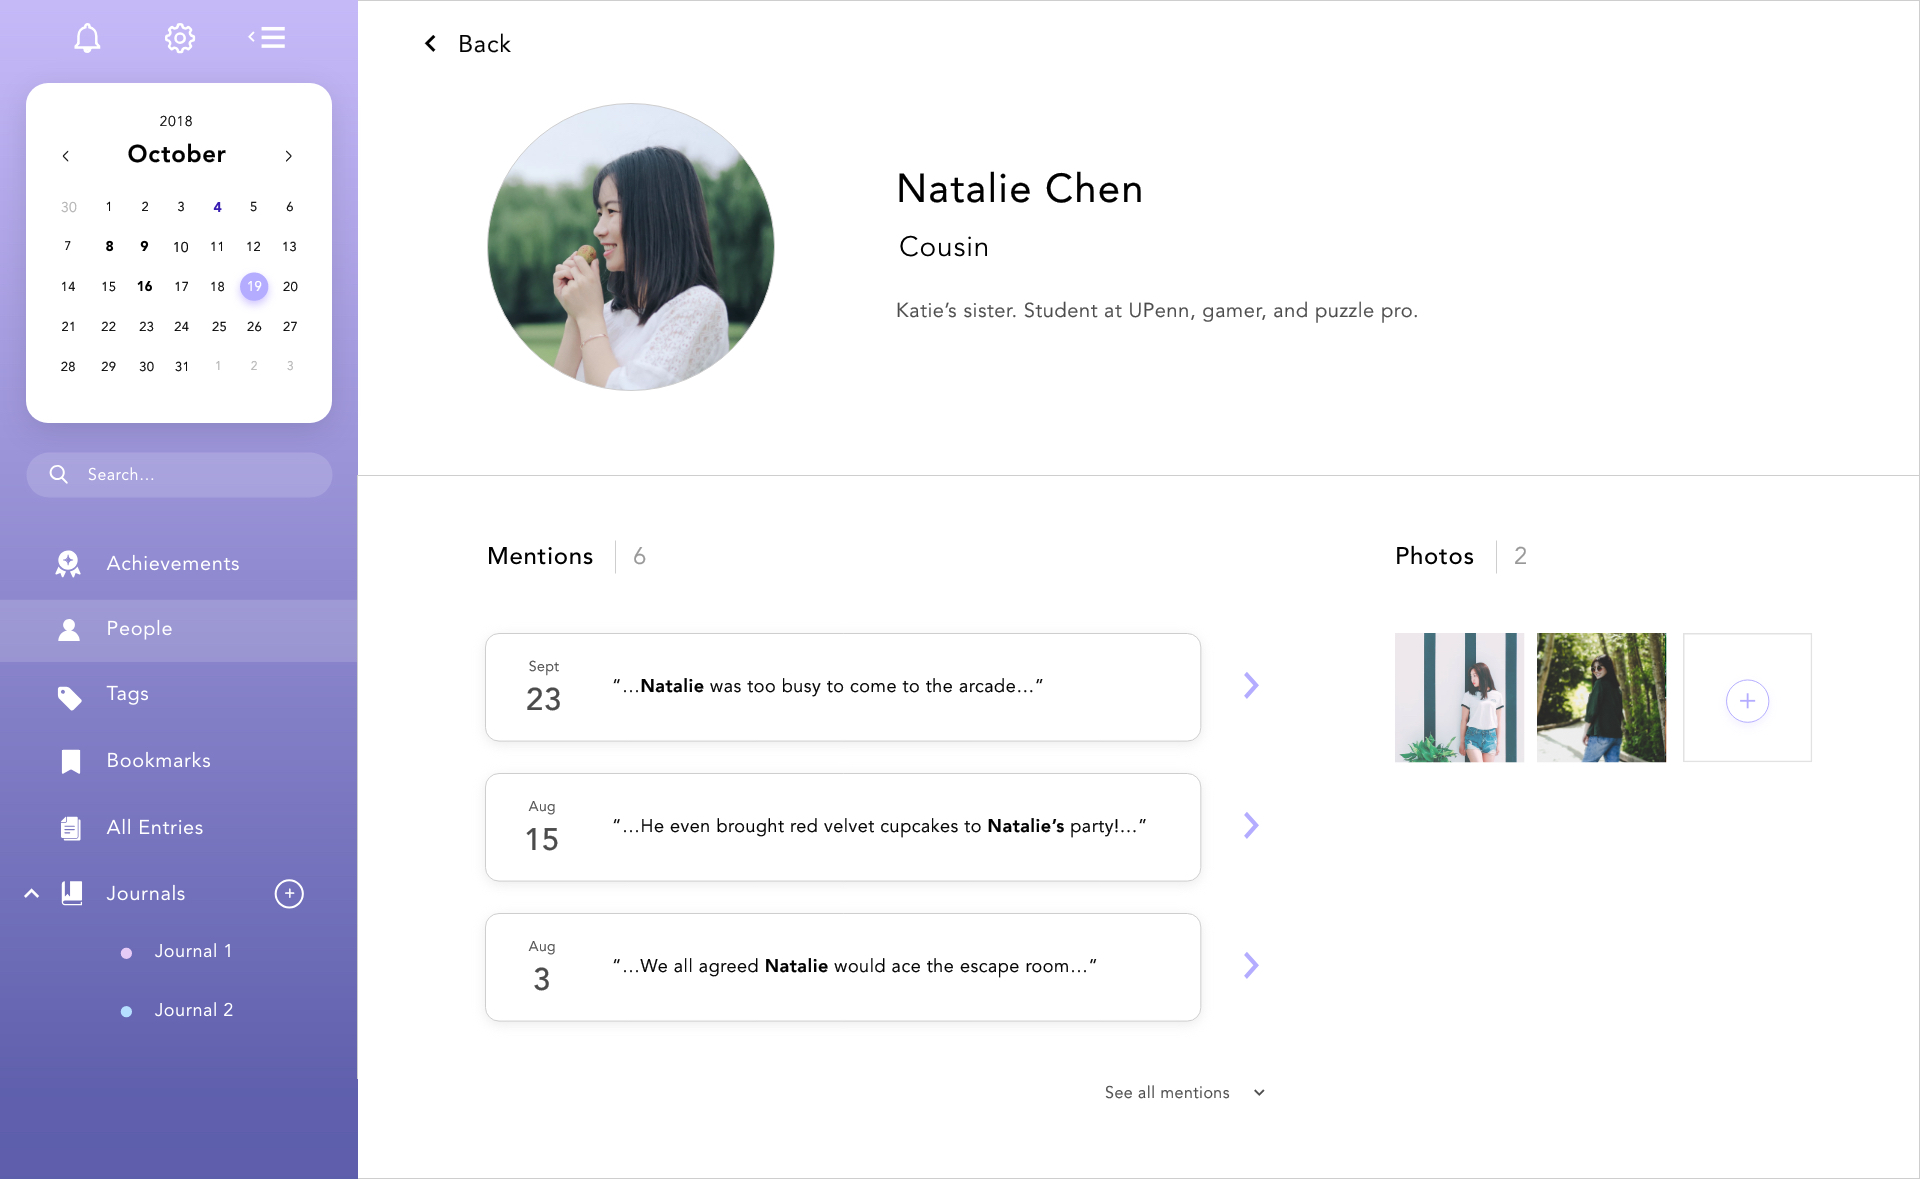 2018
October
30 1 2 3 4 5 6
7 8 9 10 11 12 13
14 15 16 17 18 19 20
21 22 23 24 25 26 27
28 29 30 31 1 2 3
Search...
Achievements
People
Tags
Bookmarks
All Entries
Journals
Journal 1
Journal 2
Back
Natalie Chen
Cousin
Katie’s sister. Student at UPenn, gamer, and puzzle pro.
Mentions 6
Sept
23
“...Natalie was too busy to come to the arcade...”
Aug
15
“...He even brought red velvet cupcakes to Natalie’s party!...”
Aug
3
“...We all agreed Natalie would ace the escape room...”
See all mentions
Photos 2